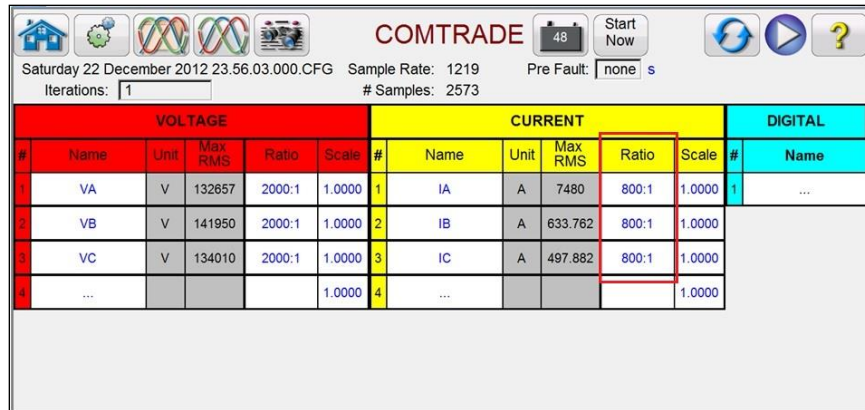 COMTRADE
48
Start
Now
?
Saturday 22 December 2012 23.56.03.000.CFG Sample Rate: 1219 Pre Fault: none s
Iterations: 1 # Samples: 2573
VOLTAGE CURRENT DIGITAL
# Name Unit Max RMS Ratio Scale # Name Unit Max RMS Ratio Scale # Name
1 VA V 132657 2000:1 1.0000 1 IA A 7480 800:1 1.0000 1 ...
2 VB V 141950 2000:1 1.0000 2 IB A 633.762 800:1 1.0000
3 VC V 134010 2000:1 1.0000 3 IC A 497.882 800:1 1.0000
4 ... 1.0000 4 ... 1.0000